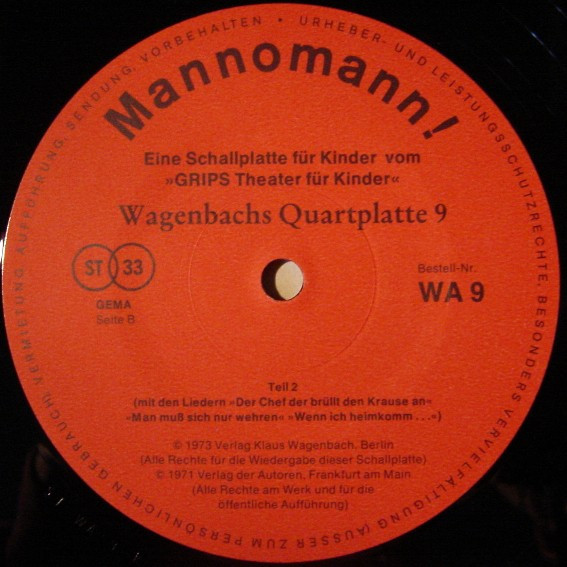 Mannomann!
Eine Schallplatte für Kinder vom
»GRIPS Theater für Kinder«
Wagenbachs Quartplatte 9
ST 33
GEMA
Seite B
Bestell-Nr.
WA 9
Teil 2
(mit den Liedern »Der Chef der brüllt den Krause an«
»Man muß sich nur wehren« »Wenn ich heimkomm . . .«)
© 1973 Verlag Klaus Wagenbach, Berlin
(Alle Rechte für die Wiedergabe dieser Schallplatte)
© 1971 Verlag der Autoren, Frankfurt am Main
(Alle Rechte am Werk und für die
öffentliche Aufführung)
URHEBER- UND LEISTUNGSSCHUTZRECHTE, BESONDERS VERVIELFÄLTIGUNG (AUSSER ZUM PERSÖNLICHEN GEBRAUCH) VERMIETUNG, AUFFÜHRUNG, SENDUNG, VORBEHALTEN •